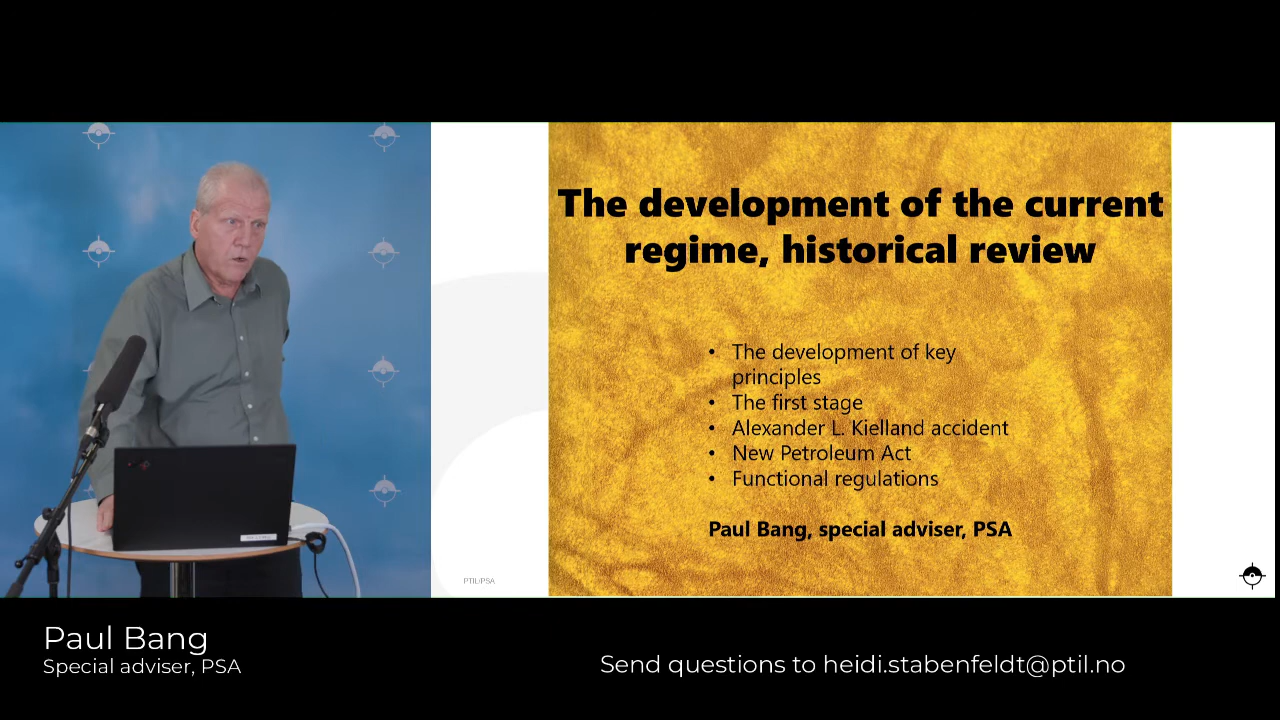 The development of the current
regime, historical review
• The development of key
principles
• The first stage
• Alexander L. Kielland accident
• New Petroleum Act
• Functional regulations
Paul Bang, special adviser, PSA
PTIL/PSA
Paul Bang
Special adviser, PSA
Send questions to heidi.stabenfeldt@ptil.no